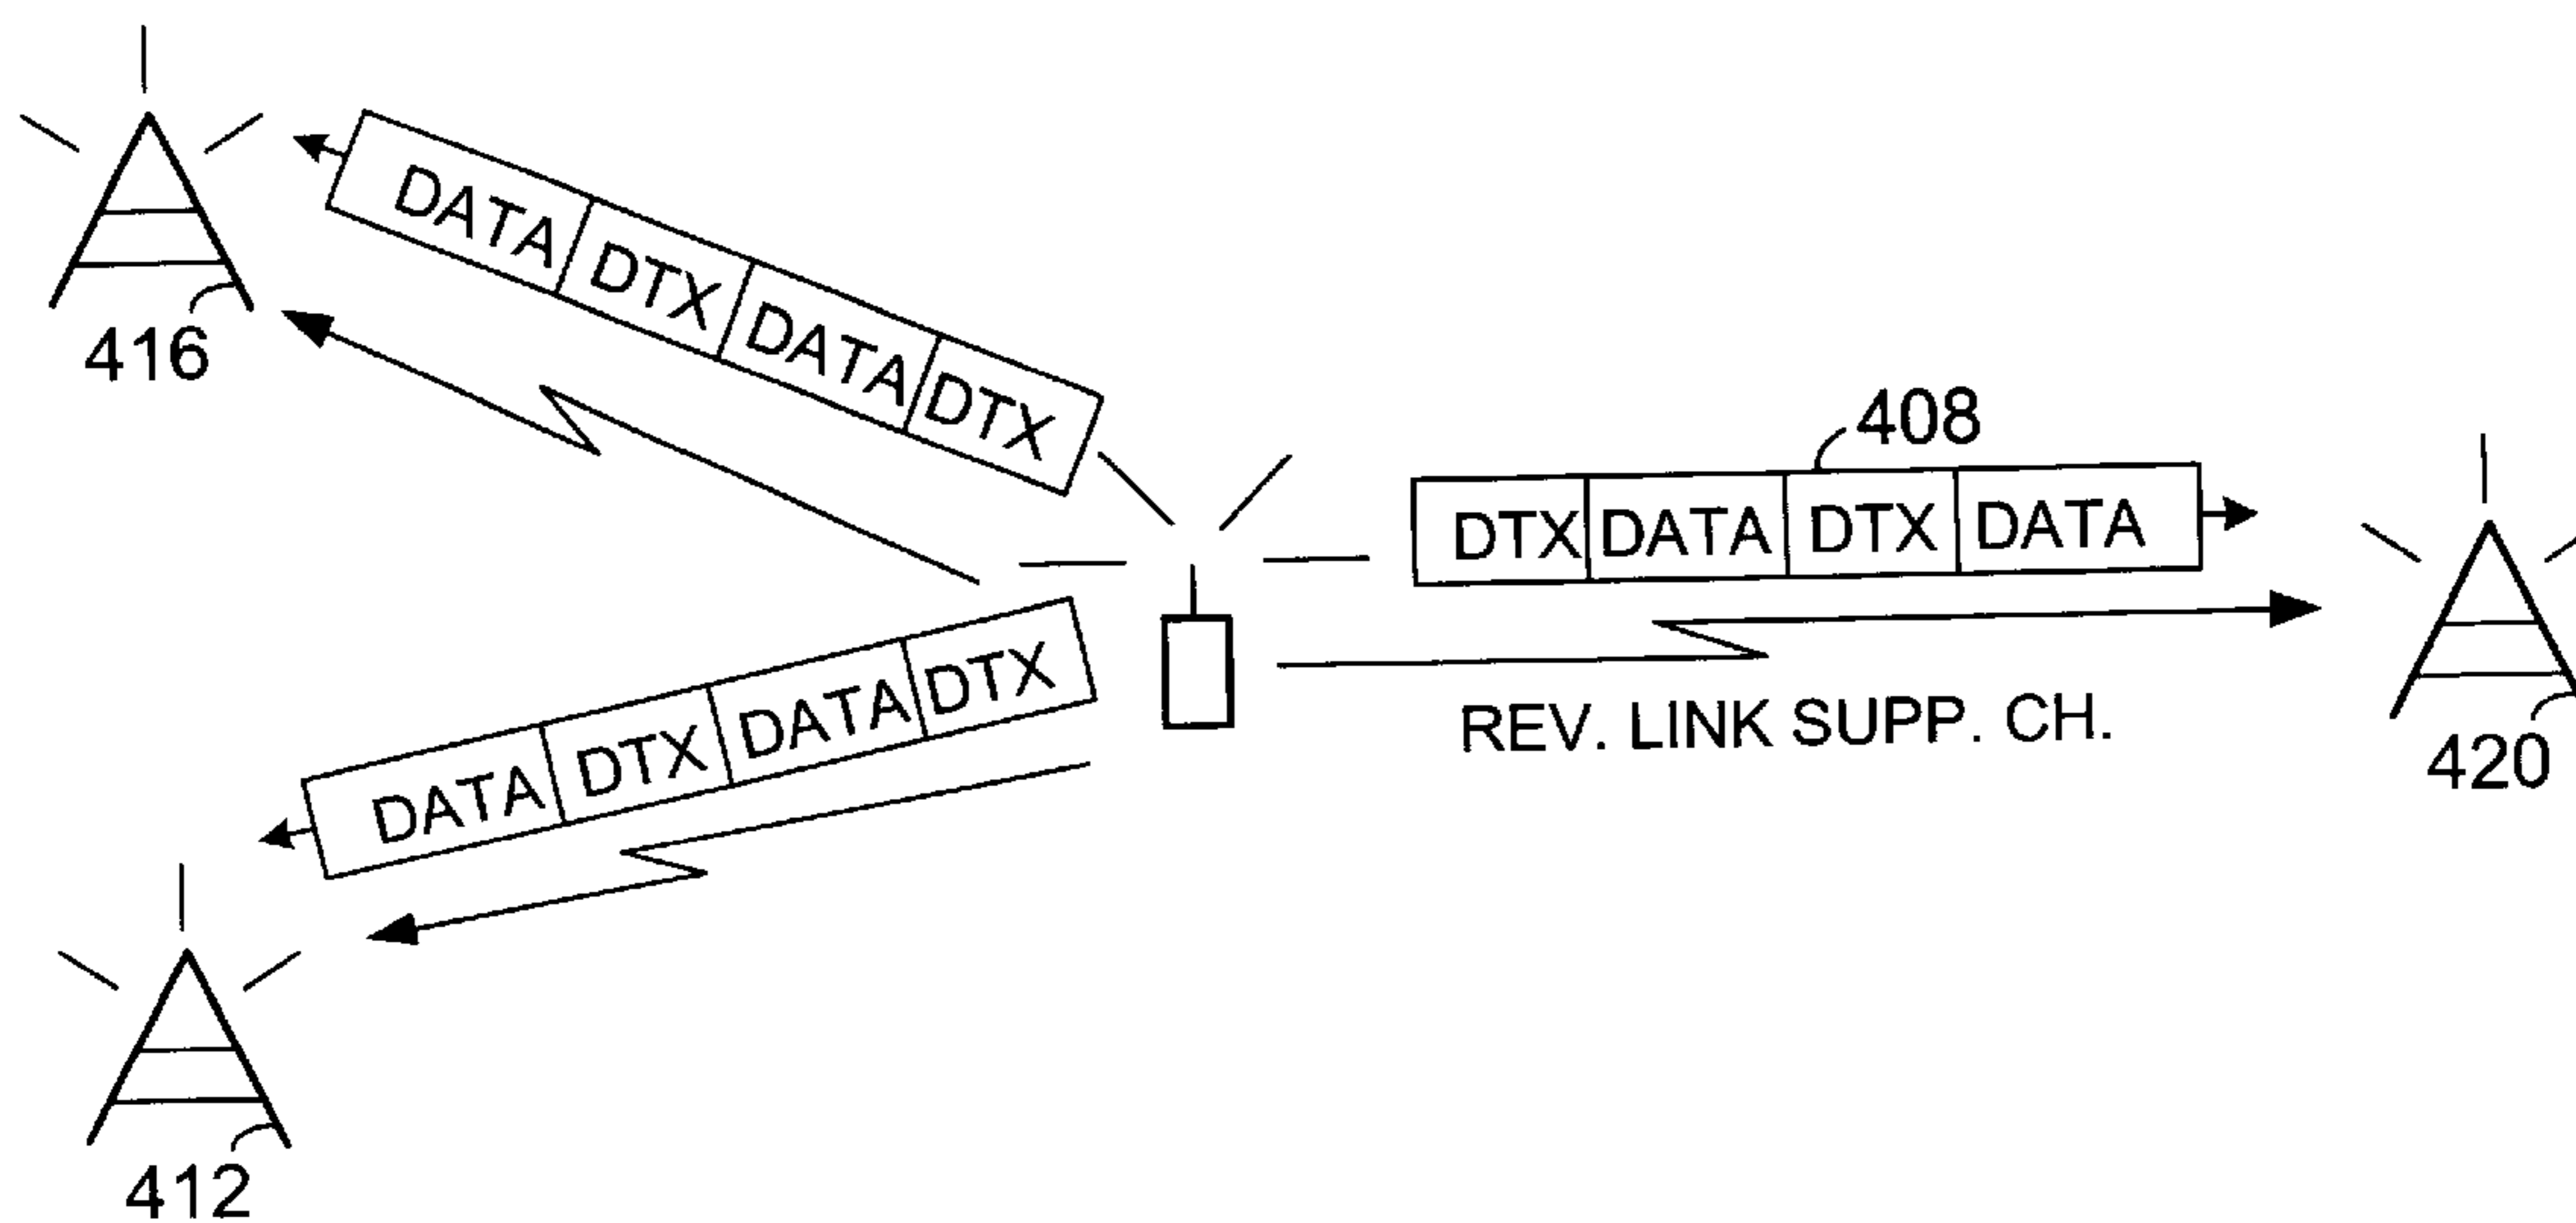 DATA DTX DATA DTX
416
408
DTX DATA DTX DATA
DATA DTX DATA DTX
REV. LINK SUPP. CH.
420
412